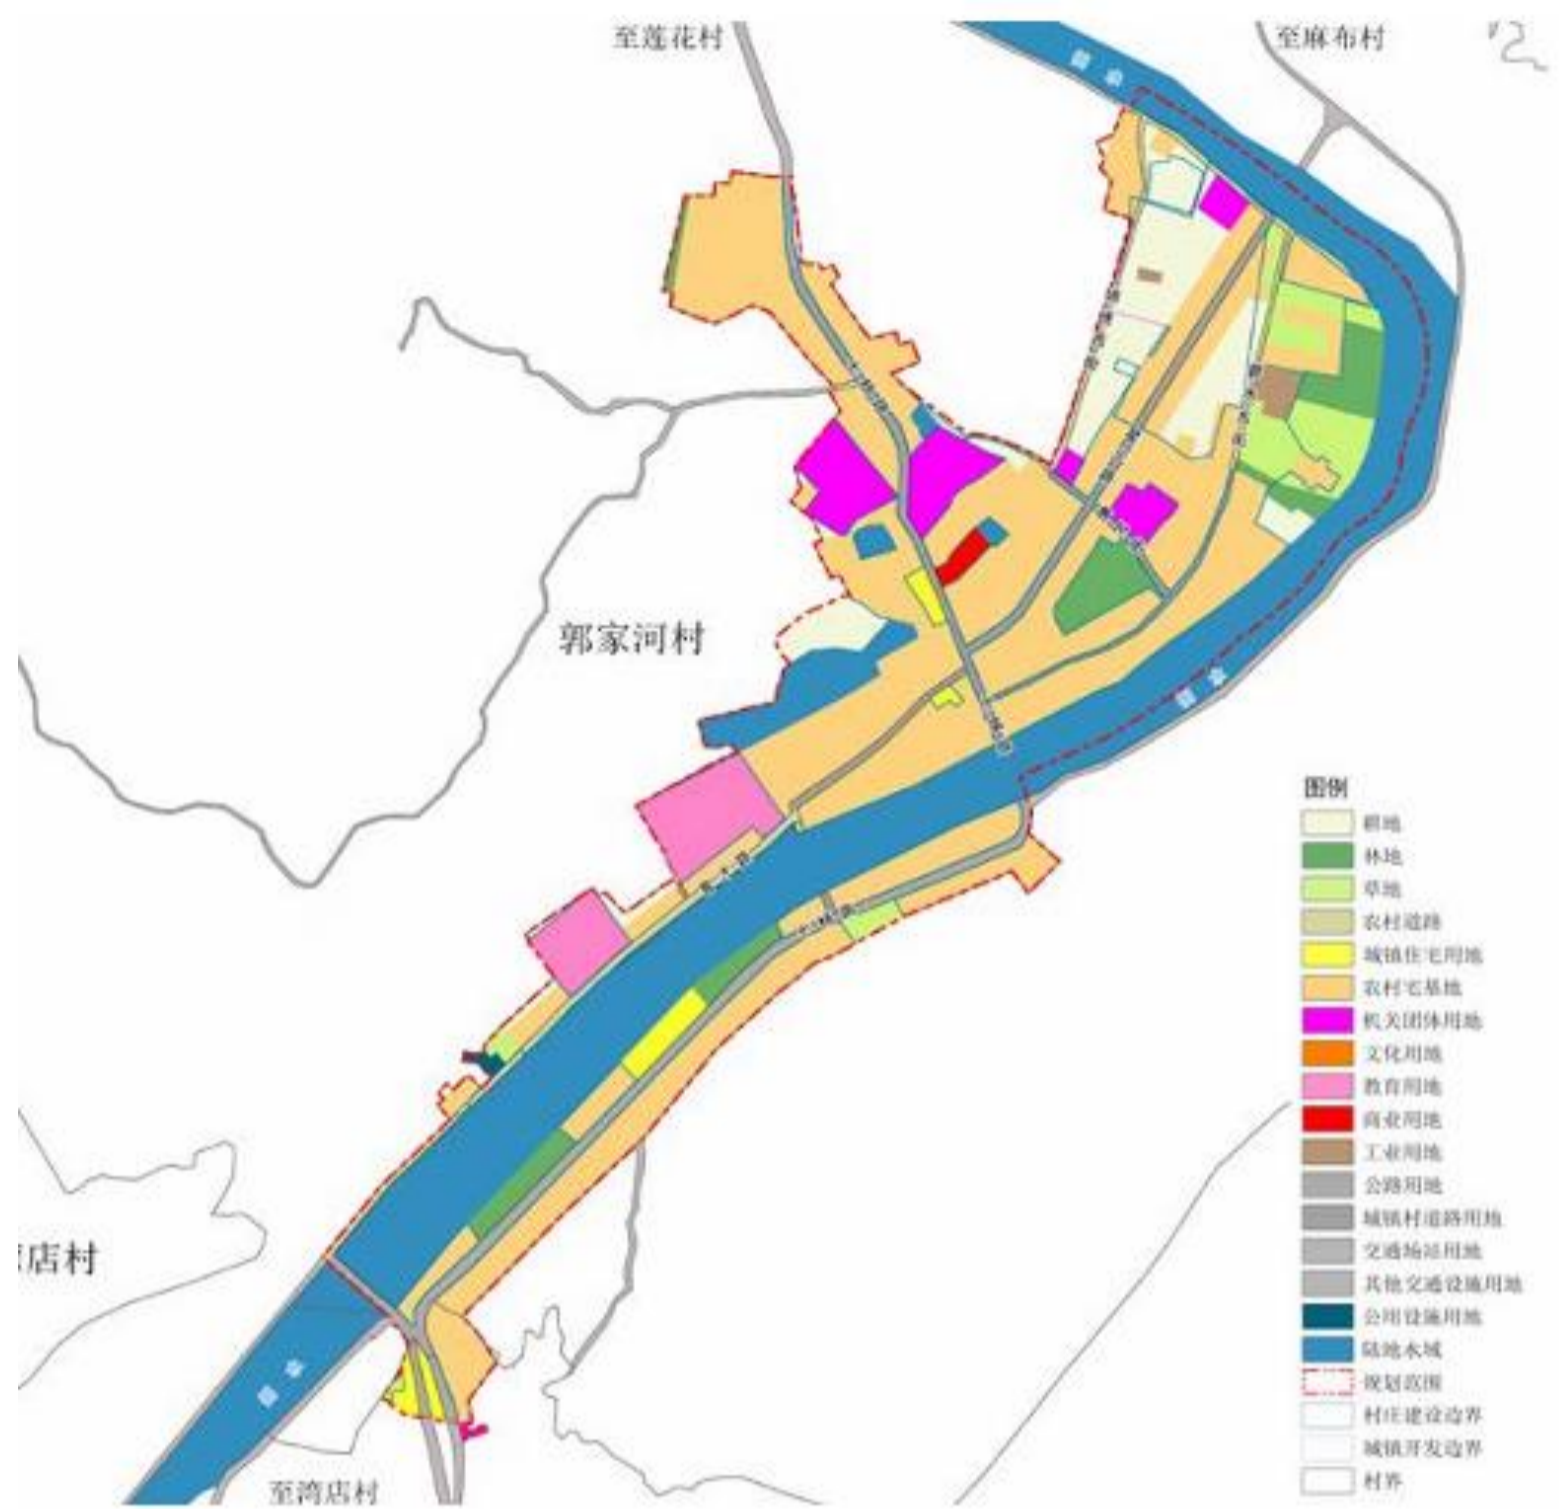 至莲花村
至麻布村
郭家河村
店村
至湾店村
图例
耕地
林地
草地
农村道路
城镇住宅用地
农村宅基地
机关团体用地
文化用地
教育用地
商业用地
工业用地
公路用地
城镇村道路用地
交通场站用地
其他交通设施用地
公用设施用地
陆地水域
规划范围
村庄建设边界
城镇开发边界
村界